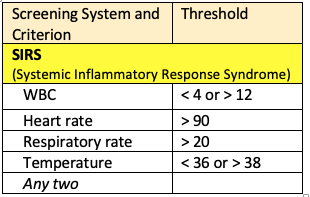 Screening System and Threshold
Criterion
SIRS
(Systemic Inflammatory Response Syndrome)
WBC < 4 or > 12
Heart rate > 90
Respiratory rate > 20
Temperature < 36 or > 38
Any two